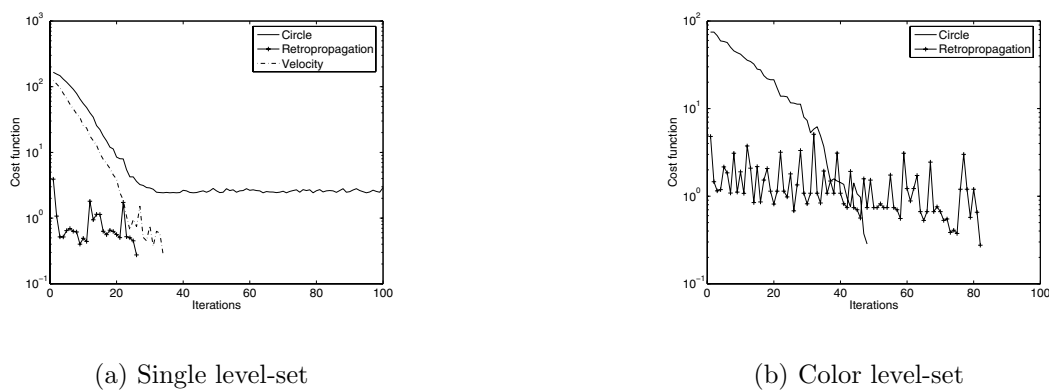 10^3
10^2
10^1
10^0
10^-1
Cost function
0 20 40 60 80 100
Iterations
Circle
Retropropagation
Velocity
(a) Single level-set
10^2
10^1
10^0
10^-1
Cost function
0 20 40 60 80 100
Iterations
Circle
Retropropagation
(b) Color level-set